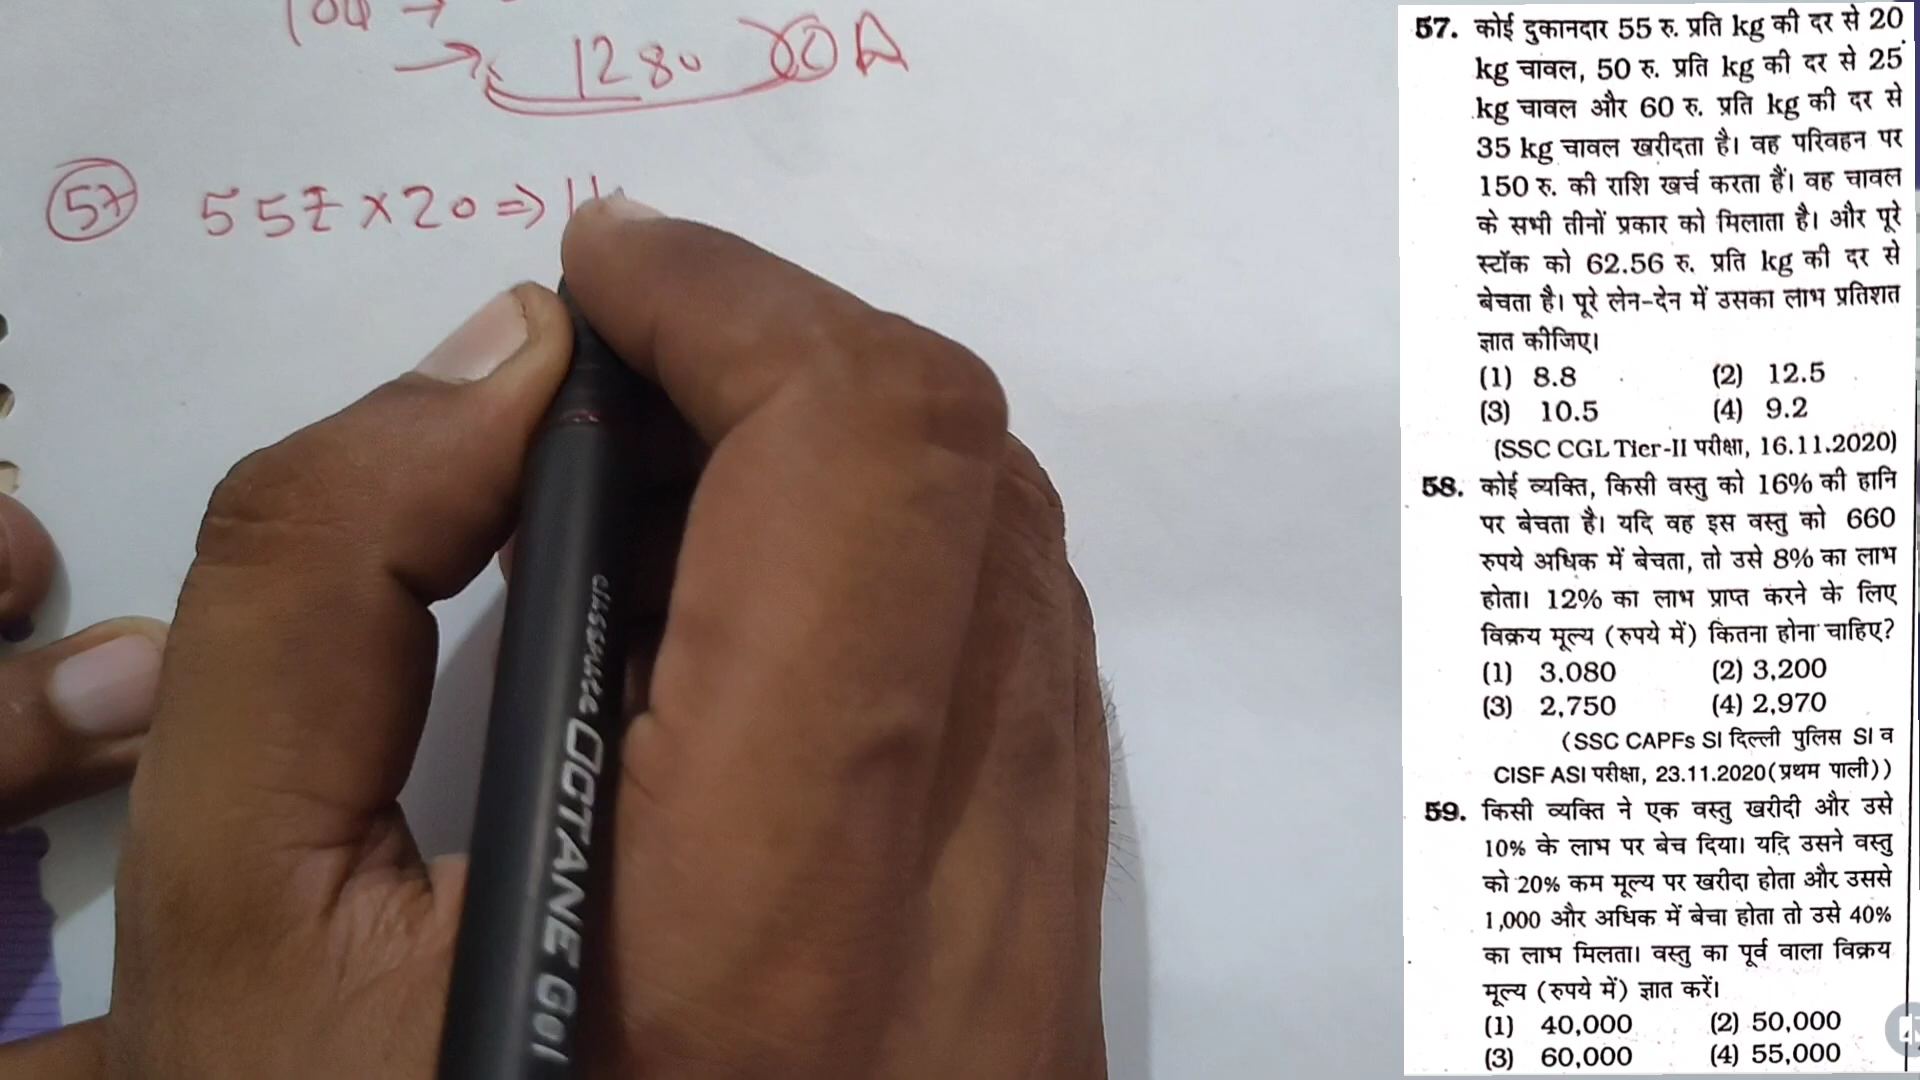 → 1280 ② A
57 55₹ × 20 ⇒ 11
classmate OCTANE Gel
57. कोई दुकानदार 55 रु. प्रति kg की दर से 20
kg चावल, 50 रु. प्रति kg की दर से 25
kg चावल और 60 रु. प्रति kg की दर से
35 kg चावल खरीदता है। वह परिवहन पर
150 रु. की राशि खर्च करता हैं। वह चावल
के सभी तीनों प्रकार को मिलाता है। और पूरे
स्टॉक को 62.56 रु. प्रति kg की दर से
बेचता है। पूरे लेन-देन में उसका लाभ प्रतिशत
ज्ञात कीजिए।
(1) 8.8 (2) 12.5
(3) 10.5 (4) 9.2
(SSC CGL Tier-II परीक्षा, 16.11.2020)
58. कोई व्यक्ति, किसी वस्तु को 16% की हानि
पर बेचता है। यदि वह इस वस्तु को 660
रुपये अधिक में बेचता, तो उसे 8% का लाभ
होता। 12% का लाभ प्राप्त करने के लिए
विक्रय मूल्य (रुपये में) कितना होना चाहिए?
(1) 3.080 (2) 3,200
(3) 2,750 (4) 2,970
(SSC CAPFs SI दिल्ली पुलिस SI व
CISF ASI परीक्षा, 23.11.2020(प्रथम पाली))
59. किसी व्यक्ति ने एक वस्तु खरीदी और उसे
10% के लाभ पर बेच दिया। यदि उसने वस्तु
को 20% कम मूल्य पर खरीदा होता और उससे
1,000 और अधिक में बेचा होता तो उसे 40%
का लाभ मिलता। वस्तु का पूर्व वाला विक्रय
मूल्य (रुपये में) ज्ञात करें।
(1) 40,000 (2) 50,000
(3) 60,000 (4) 55,000